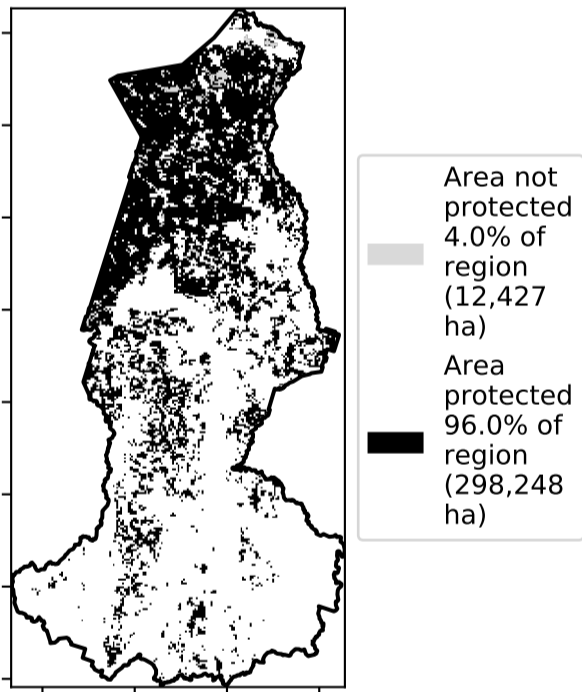 Area not
protected
4.0% of
region
(12,427
ha)
Area
protected
96.0% of
region
(298,248
ha)